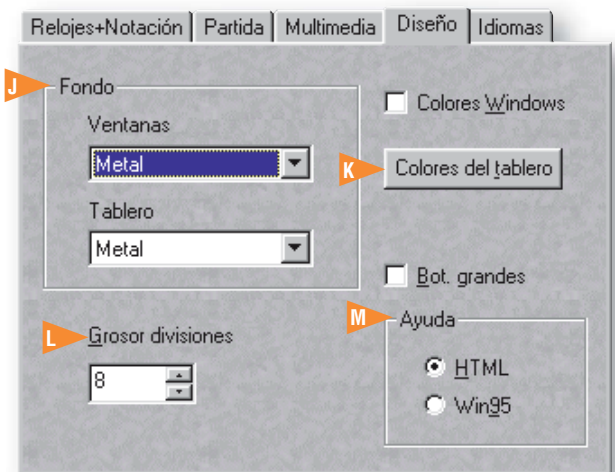 Relojes+Notación Partida Multimedia Diseño Idiomas
J Fondo
Ventanas
Metal
Tablero
Metal
Colores Windows
K Colores del tablero
Bot. grandes
L Grosor divisiones
8
M Ayuda
HTML
Win95